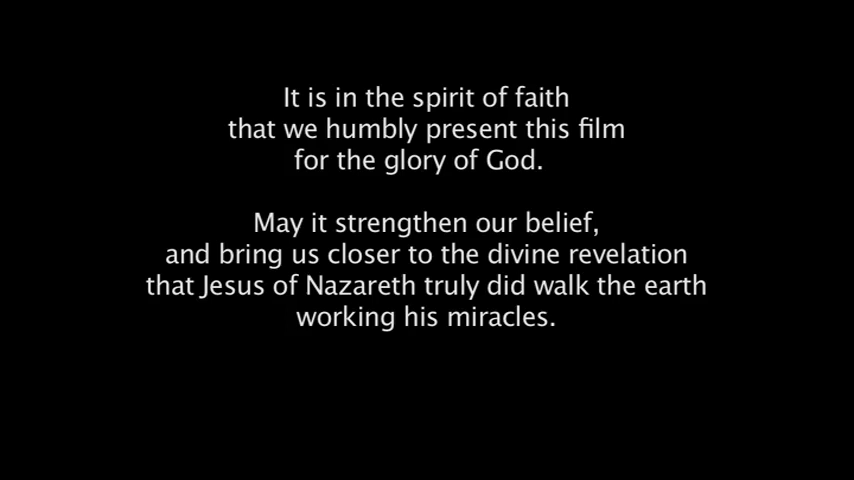 It is in the spirit of faith
that we humbly present this film
for the glory of God.
May it strengthen our belief,
and bring us closer to the divine revelation
that Jesus of Nazareth truly did walk the earth
working his miracles.